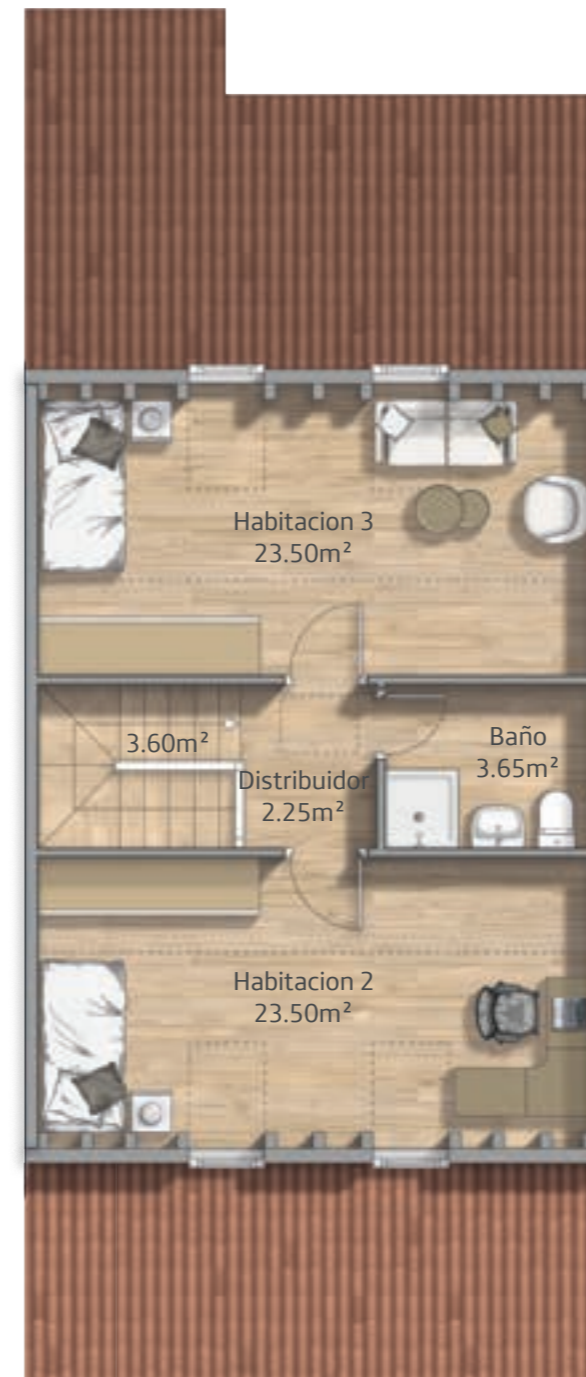 Habitacion 3
23.50m²
3.60m²
Baño
3.65m²
Distribuidor
2.25m²
Habitacion 2
23.50m²